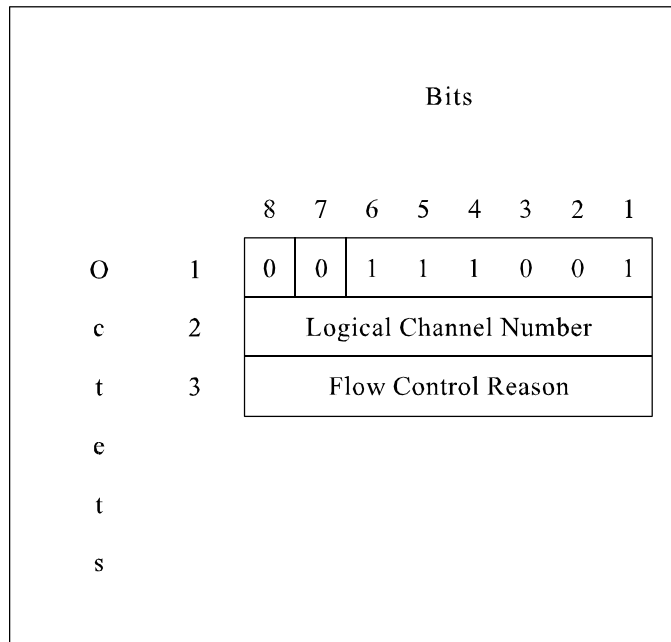 Bits
8 7 6 5 4 3 2 1
O 1 0 0 1 1 1 0 0 1
c 2 Logical Channel Number
t 3 Flow Control Reason
e
t
s